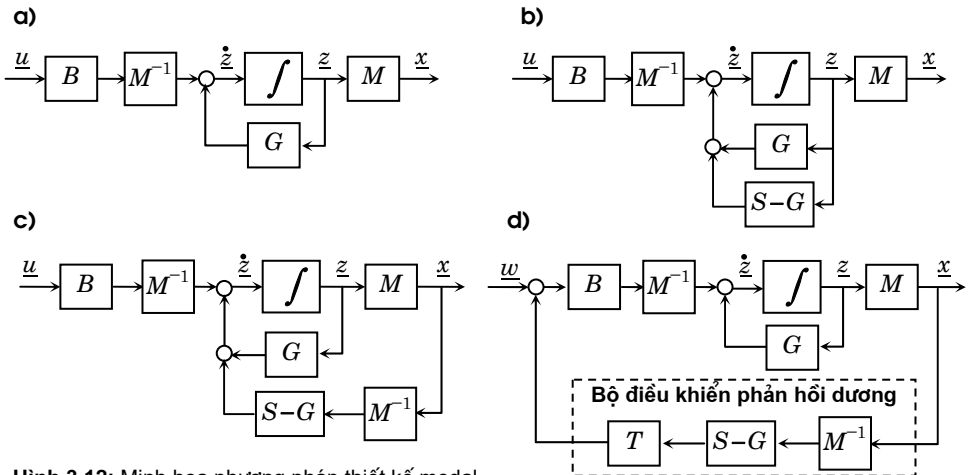 a)
u B M⁻¹ ż ∫ z M x
G
b)
u B M⁻¹ ż ∫ z M x
G
S−G
c)
u B M⁻¹ ż ∫ z M x
G
S−G M⁻¹
d)
w B M⁻¹ ż ∫ z M x
G
Bộ điều khiển phản hồi dương
T S−G M⁻¹
Hình 3.12: Minh họa phương pháp thiết kế modal